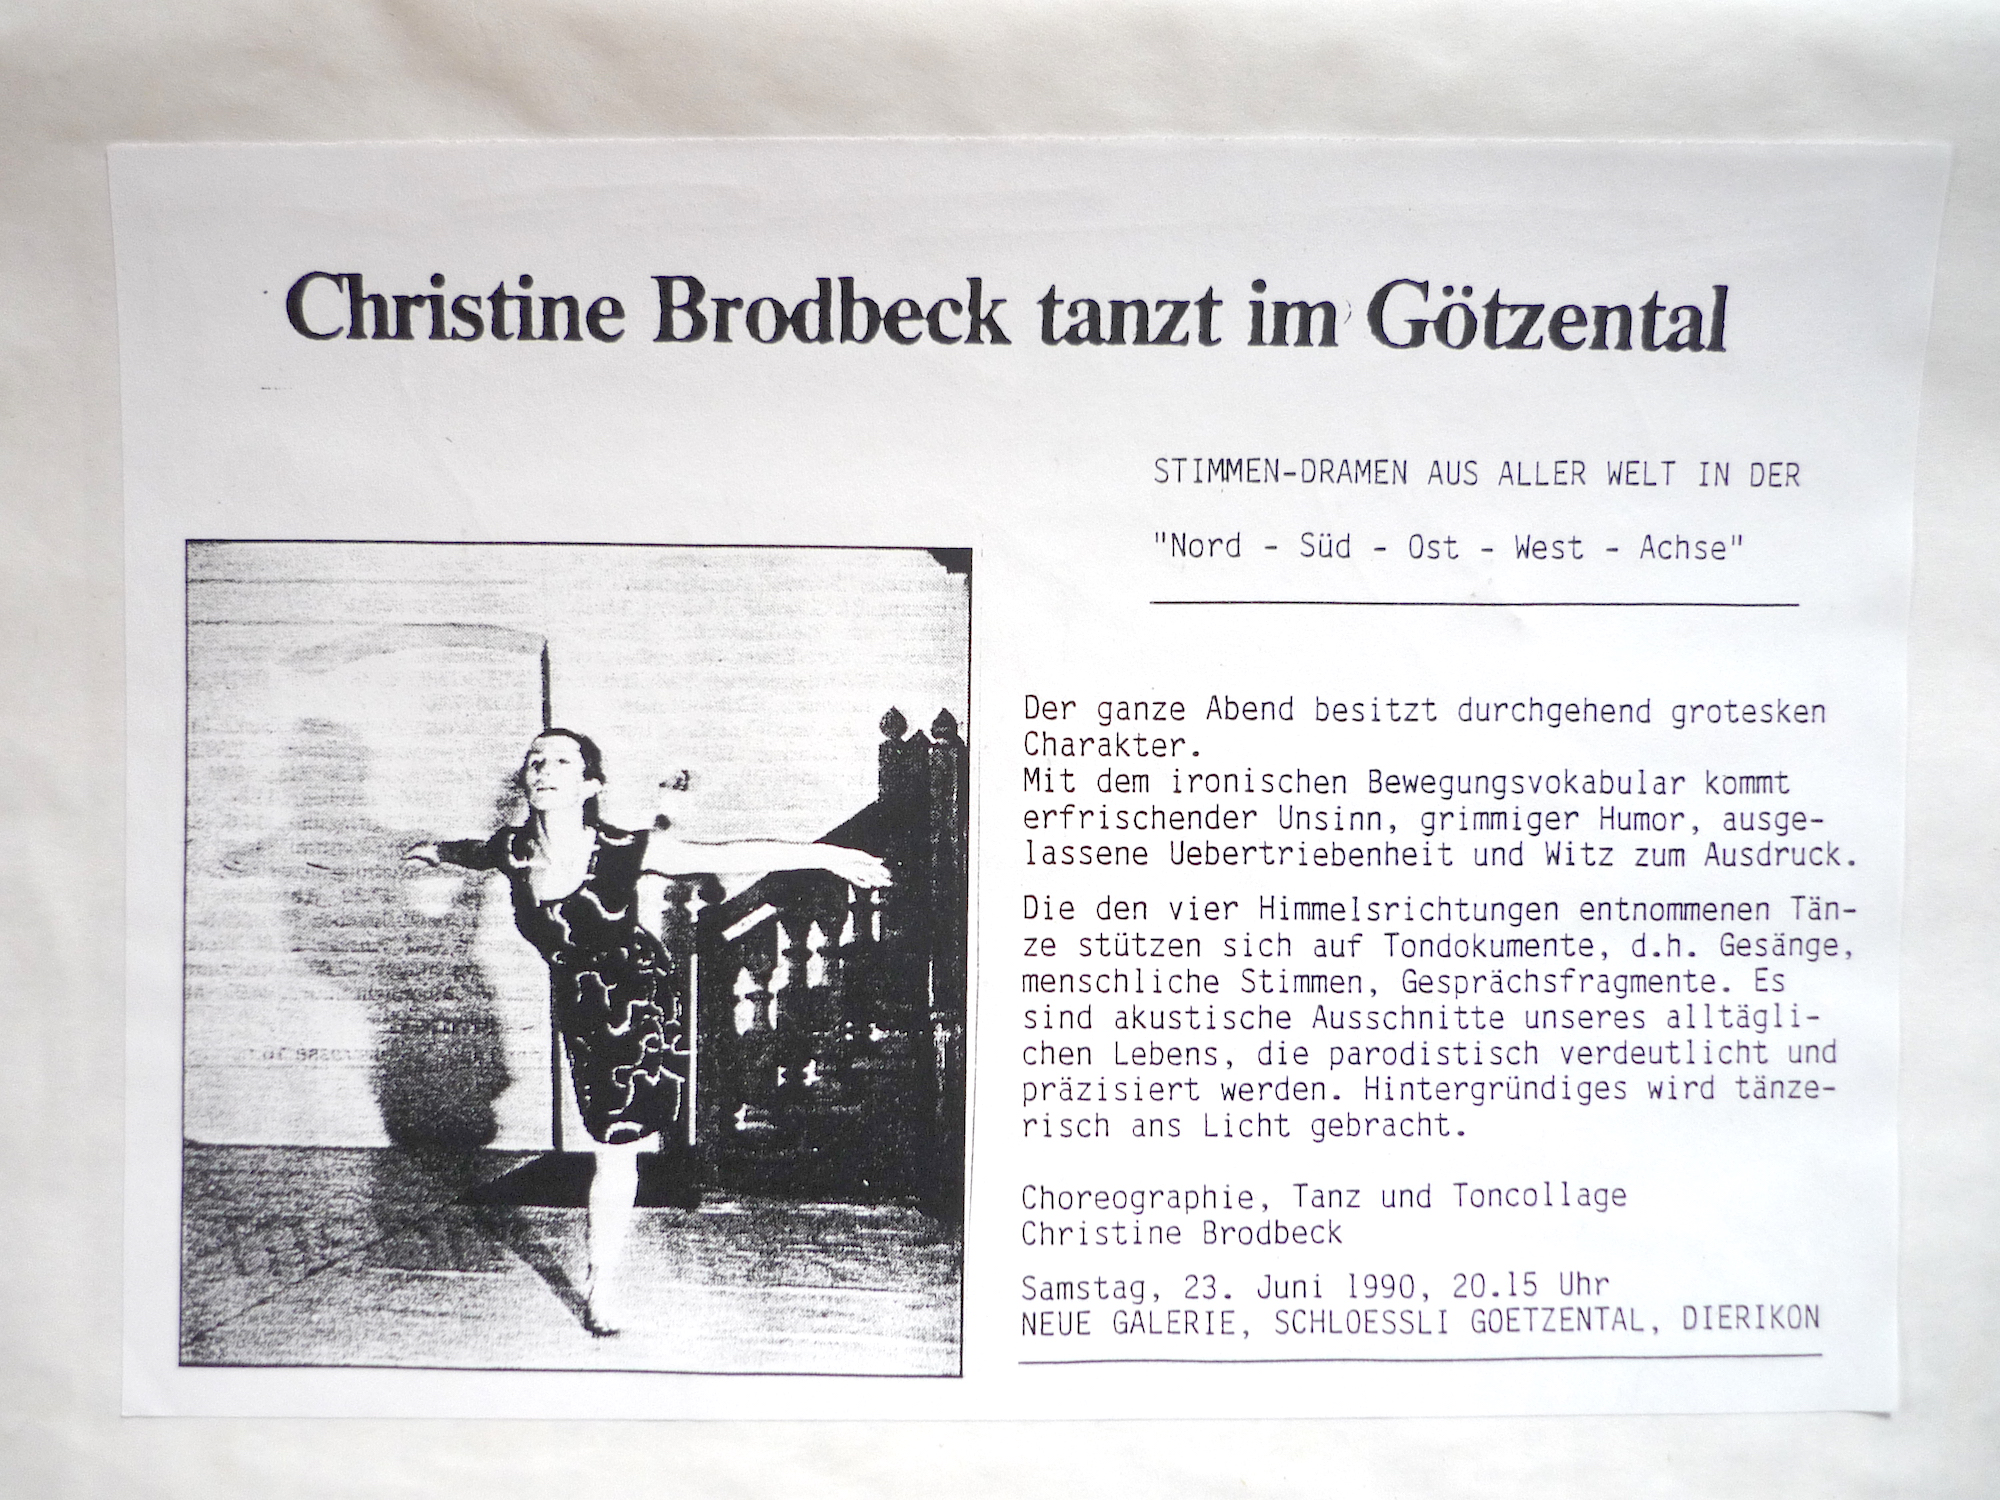 Christine Brodbeck tanzt im Götzental
STIMMEN-DRAMEN AUS ALLER WELT IN DER
"Nord - Süd - Ost - West - Achse"
Der ganze Abend besitzt durchgehend grotesken
Charakter.
Mit dem ironischen Bewegungsvokabular kommt
erfrischender Unsinn, grimmiger Humor, ausge-
lassene Uebertriebenheit und Witz zum Ausdruck.
Die den vier Himmelsrichtungen entnommenen Tän-
ze stützen sich auf Tondokumente, d.h. Gesänge,
menschliche Stimmen, Gesprächsfragmente. Es
sind akustische Ausschnitte unseres alltägli-
chen Lebens, die parodistisch verdeutlicht und
präzisiert werden. Hintergründiges wird tänze-
risch ans Licht gebracht.
Choreographie, Tanz und Toncollage
Christine Brodbeck
Samstag, 23. Juni 1990, 20.15 Uhr
NEUE GALERIE, SCHLOESSLI GOETZENTAL, DIERIKON